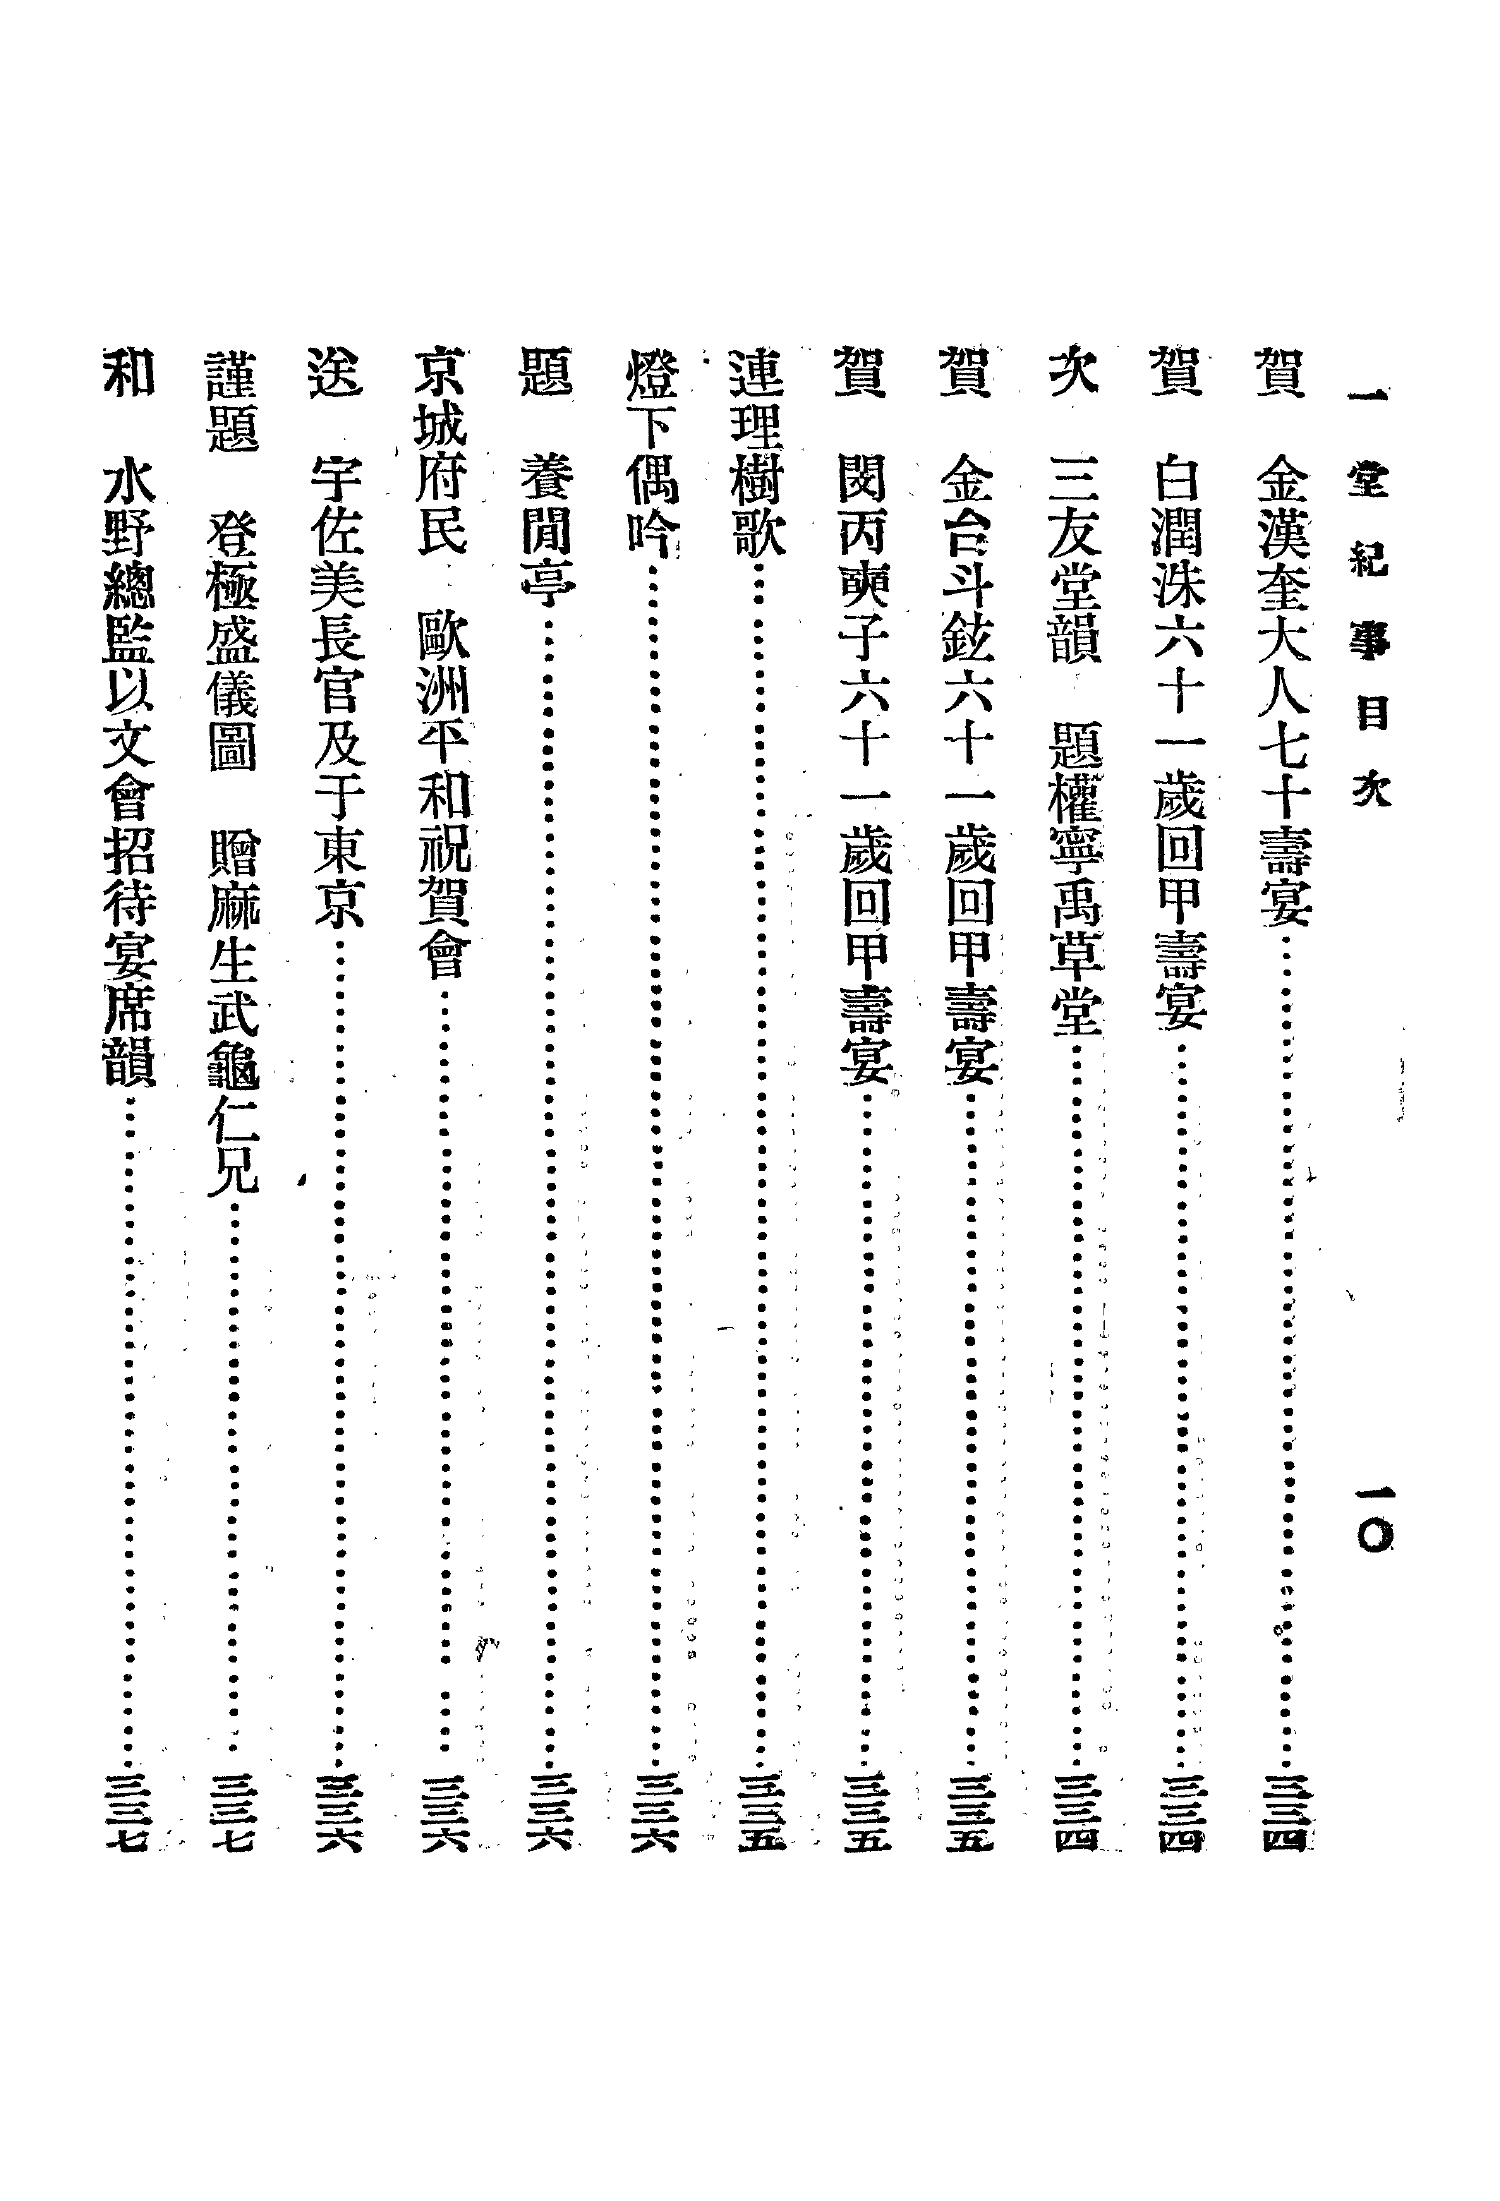 一堂紀事目次 一〇
賀 金漢奎大人七十壽宴……三三四
賀 白潤洙六十一歲回甲壽宴……三三四
次 三友堂韻 題權寧禹草堂……三三四
賀 金台斗鉉六十一歲回甲壽宴……三三五
賀 閔丙奭子六十一歲回甲壽宴……三三五
連理樹歌……三三五
燈下偶吟……三三六
題 養閒亭……三三六
京城府民 歐洲平和祝賀會……三三六
送 宇佐美長官及于東京……三三六
謹題 登極盛儀圖 贈麻生武龜仁兄……三三七
和 水野總監以文會招待宴席韻……三三七